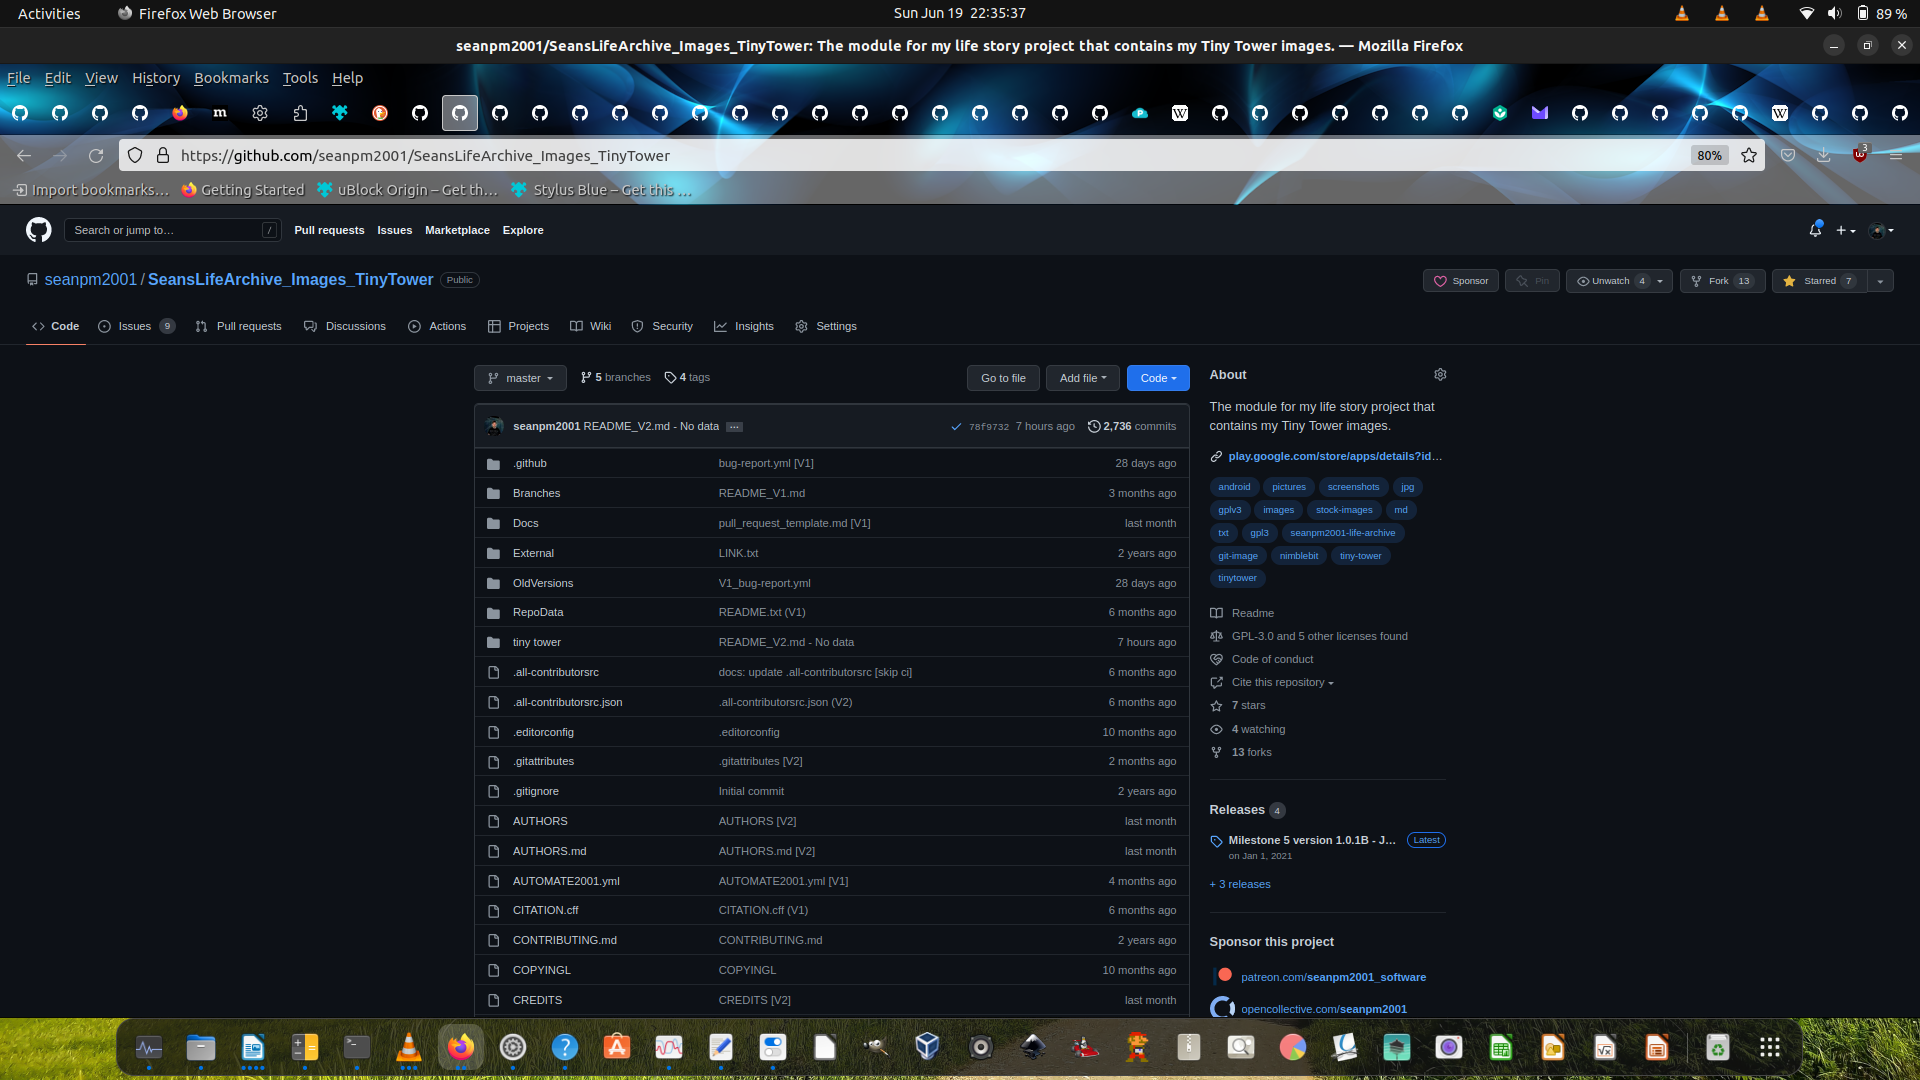 Activities
Firefox Web Browser
Sun Jun 19 22:35:37
89 %
seanpm2001/SeansLifeArchive_Images_TinyTower: The module for my life story project that contains my Tiny Tower images. — Mozilla Firefox
File Edit View History Bookmarks Tools Help
https://github.com/seanpm2001/SeansLifeArchive_Images_TinyTower
80%
3
Import bookmarks… Getting Started uBlock Origin – Get th… Stylus Blue – Get this …
Search or jump to… /
Pull requests Issues Marketplace Explore
seanpm2001 / SeansLifeArchive_Images_TinyTower Public
Sponsor Pin Unwatch 4 Fork 13 Starred 7
Code Issues 9 Pull requests Discussions Actions Projects Wiki Security Insights Settings
master 5 branches 4 tags
Go to file Add file Code
seanpm2001 README_V2.md - No data ... 78f9732 7 hours ago 2,736 commits
.github bug-report.yml [V1] 28 days ago
Branches README_V1.md 3 months ago
Docs pull_request_template.md [V1] last month
External LINK.txt 2 years ago
OldVersions V1_bug-report.yml 28 days ago
RepoData README.txt (V1) 6 months ago
tiny tower README_V2.md - No data 7 hours ago
.all-contributorsrc docs: update .all-contributorsrc [skip ci] 6 months ago
.all-contributorsrc.json .all-contributorsrc.json (V2) 6 months ago
.editorconfig .editorconfig 10 months ago
.gitattributes .gitattributes [V2] 2 months ago
.gitignore Initial commit 2 years ago
AUTHORS AUTHORS [V2] last month
AUTHORS.md AUTHORS.md [V2] last month
AUTOMATE2001.yml AUTOMATE2001.yml [V1] 4 months ago
CITATION.cff CITATION.cff (V1) 6 months ago
CONTRIBUTING.md CONTRIBUTING.md 2 years ago
COPYINGL COPYINGL 10 months ago
CREDITS CREDITS [V2] last month
About
The module for my life story project that
contains my Tiny Tower images.
play.google.com/store/apps/details?id…
android pictures screenshots jpg
gplv3 images stock-images md
txt gpl3 seanpm2001-life-archive
git-image nimblebit tiny-tower
tinytower
Readme
GPL-3.0 and 5 other licenses found
Code of conduct
Cite this repository
7 stars
4 watching
13 forks
Releases 4
Milestone 5 version 1.0.1B - J… Latest
on Jan 1, 2021
+ 3 releases
Sponsor this project
patreon.com/seanpm2001_software
opencollective.com/seanpm2001